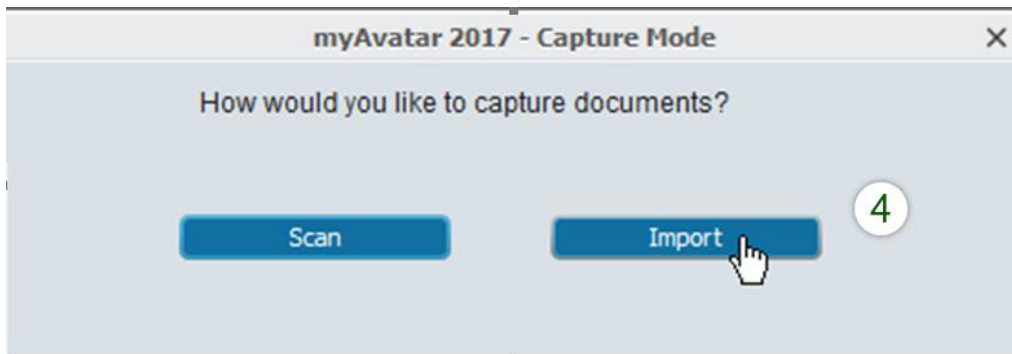 myAvatar 2017 - Capture Mode
How would you like to capture documents?
Scan
Import
4